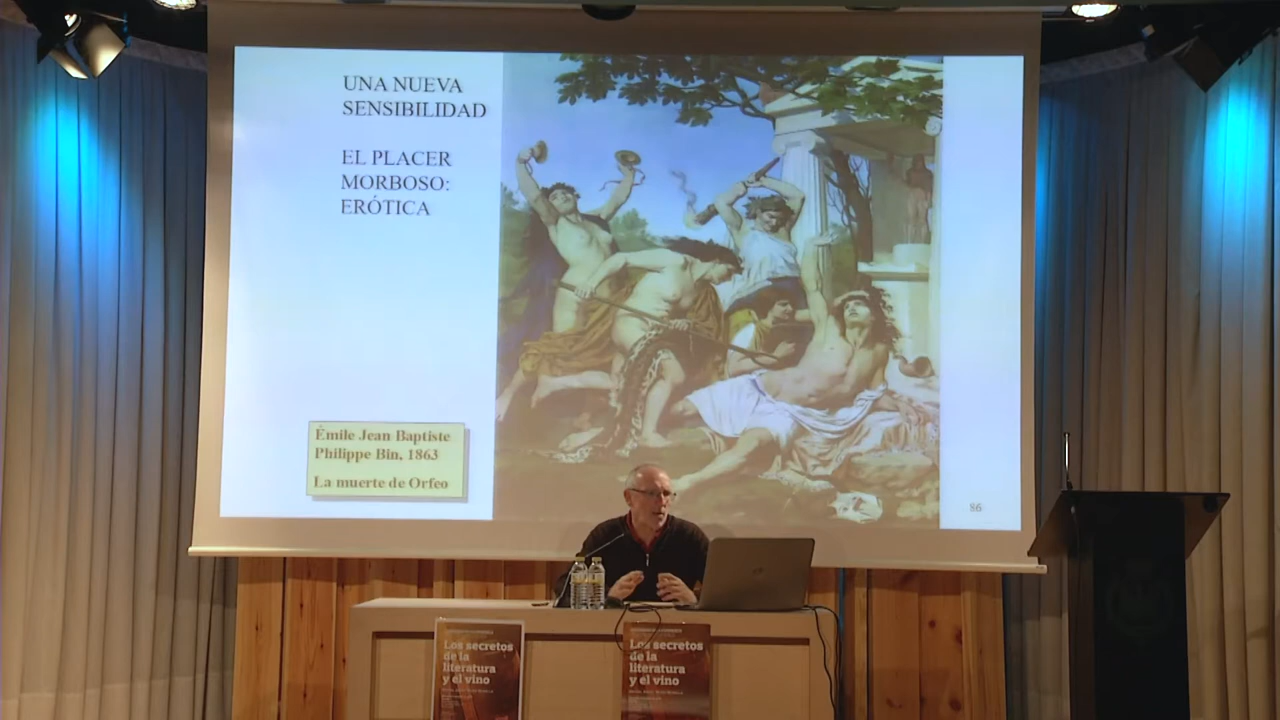 UNA NUEVA
SENSIBILIDAD
EL PLACER
MORBOSO:
ERÓTICA
Émile Jean Baptiste
Philippe Bin, 1863
La muerte de Orfeo
86
Los secretos
de la
literatura
y el vino
Los secretos
de la
literatura
y el vino